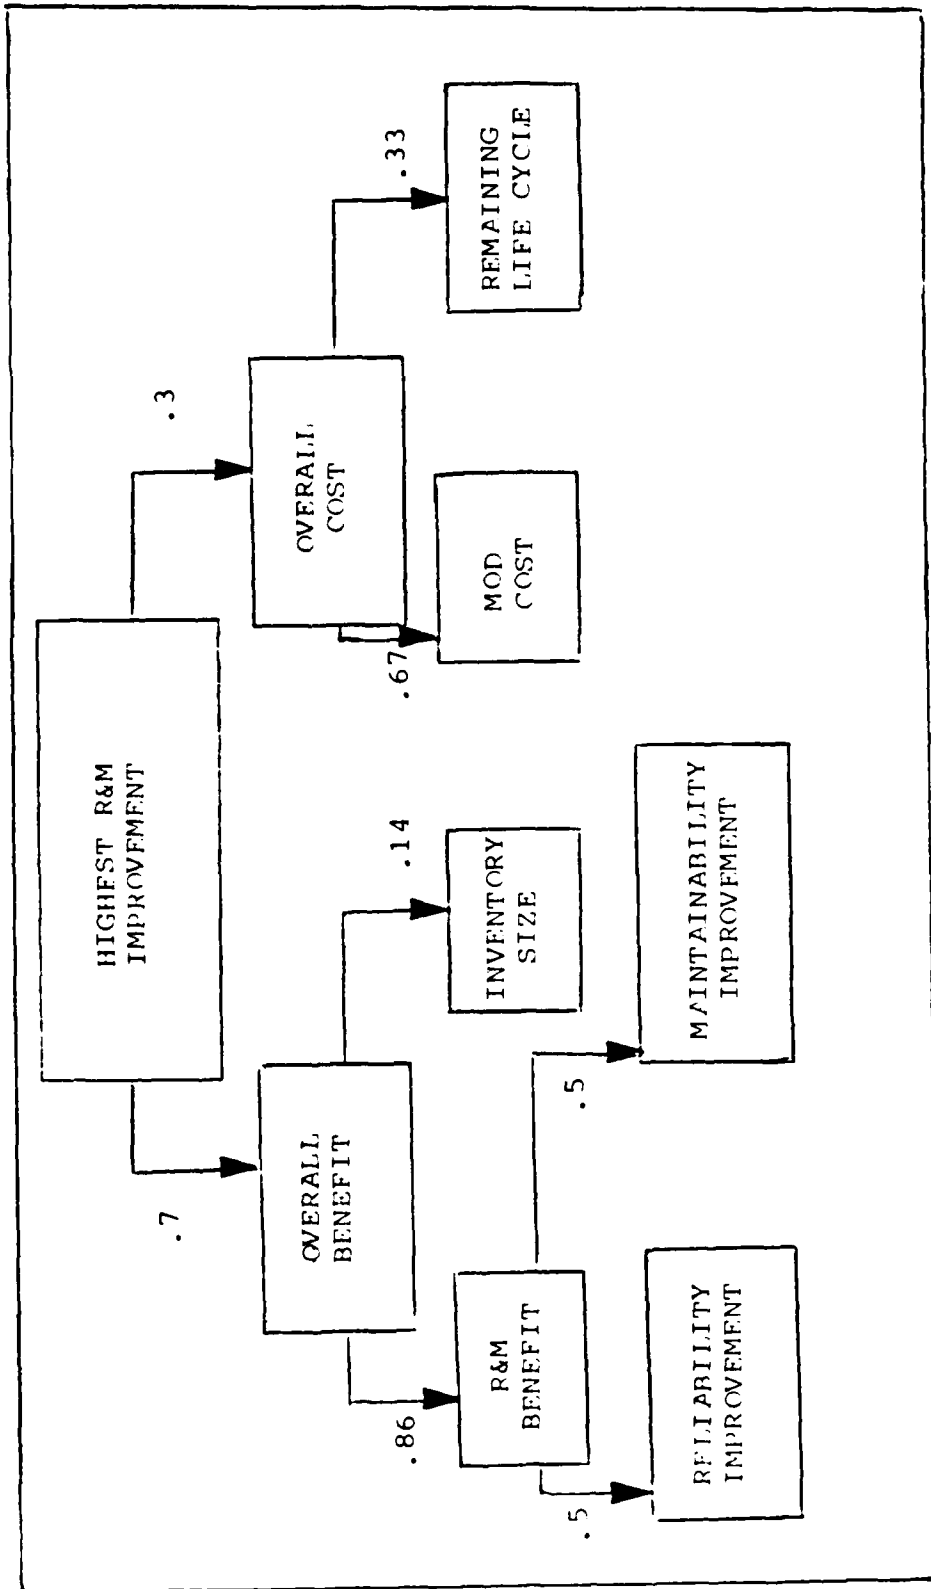 HIGHEST R&M
IMPROVEMENT
.7
.3
OVERALL
BENEFIT
OVERALL
COST
.86
.14
.67
.33
R&M
BENEFIT
INVENTORY
SIZE
MOD
COST
REMAINING
LIFE CYCLE
.5
.5
RELIABILITY
IMPROVEMENT
MAINTAINABILITY
IMPROVEMENT